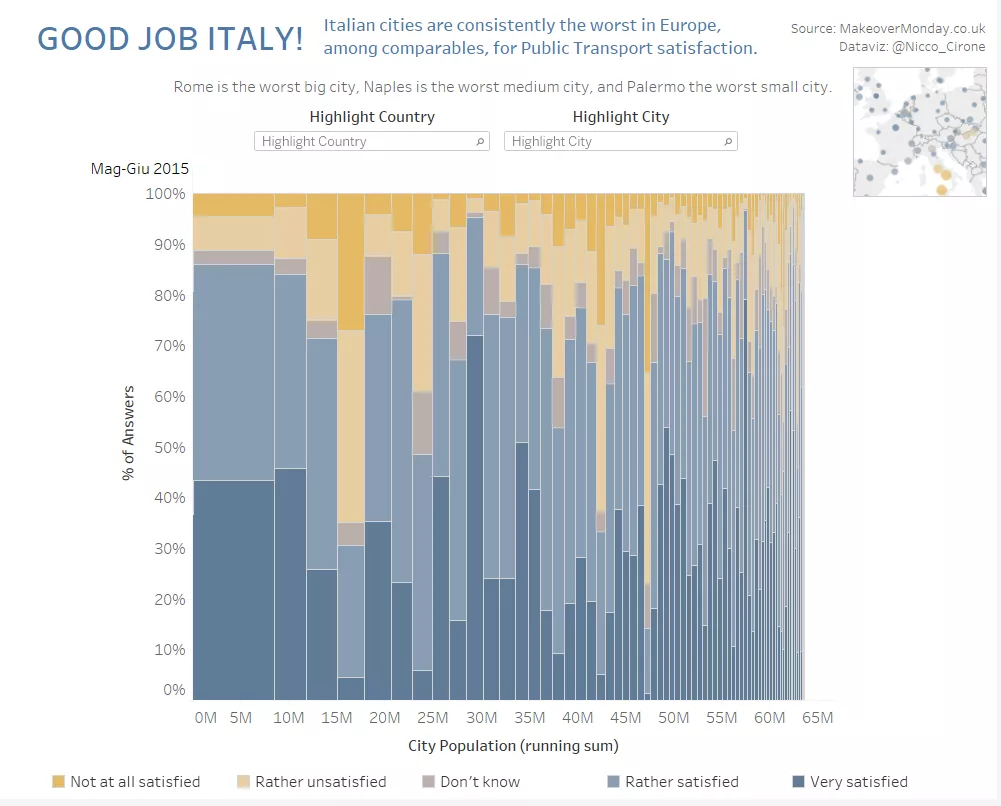 GOOD JOB ITALY!
Italian cities are consistently the worst in Europe,
among comparables, for Public Transport satisfaction.
Source: MakeoverMonday.co.uk
Dataviz: @Nicco_Cirone
Rome is the worst big city, Naples is the worst medium city, and Palermo the worst small city.
Highlight Country
Highlight City
Highlight Country
Highlight City
Mag-Giu 2015
100%
90%
80%
70%
60%
50%
40%
30%
20%
10%
0%
% of Answers
0M 5M 10M 15M 20M 25M 30M 35M 40M 45M 50M 55M 60M 65M
City Population (running sum)
Not at all satisfied
Rather unsatisfied
Don't know
Rather satisfied
Very satisfied